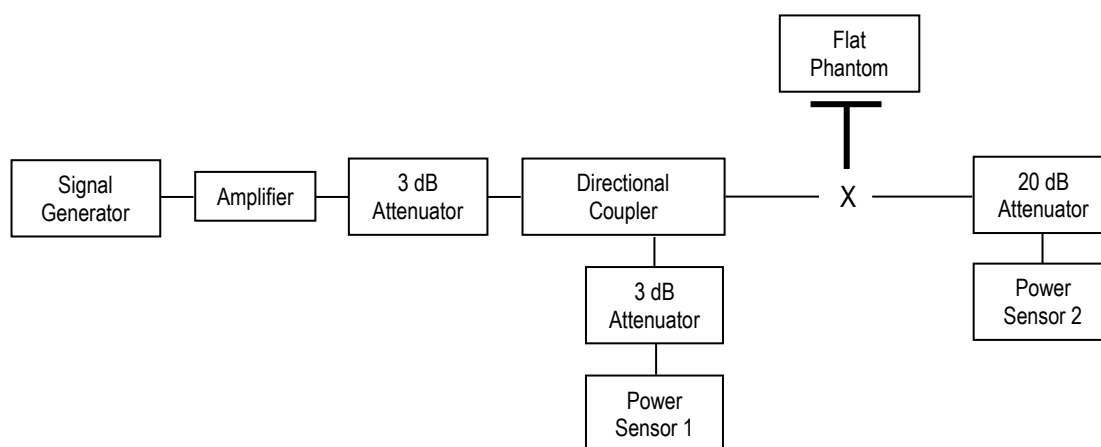 Flat
Phantom
Signal
Generator
Amplifier
3 dB
Attenuator
Directional
Coupler
X
20 dB
Attenuator
3 dB
Attenuator
Power
Sensor 2
Power
Sensor 1